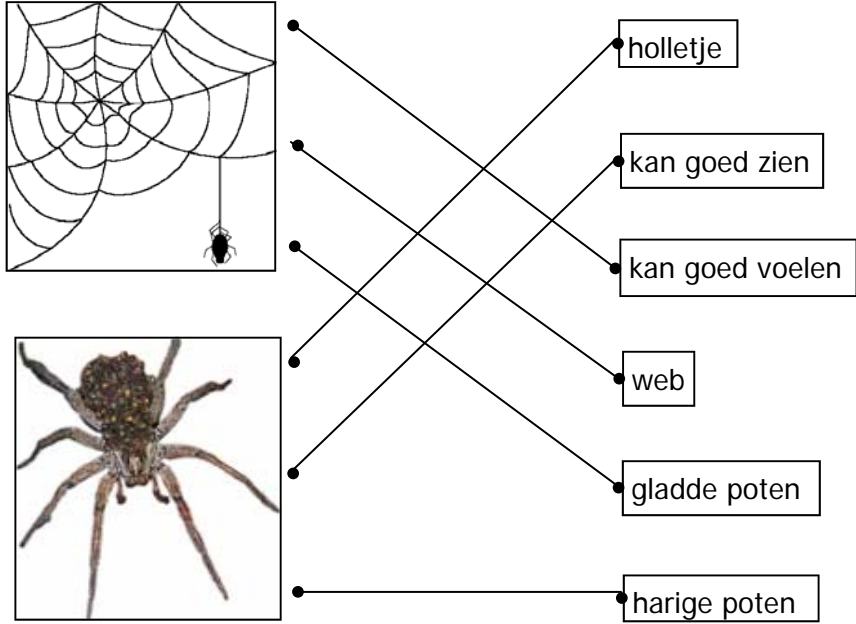 holletje
kan goed zien
kan goed voelen
web
gladde poten
harige poten